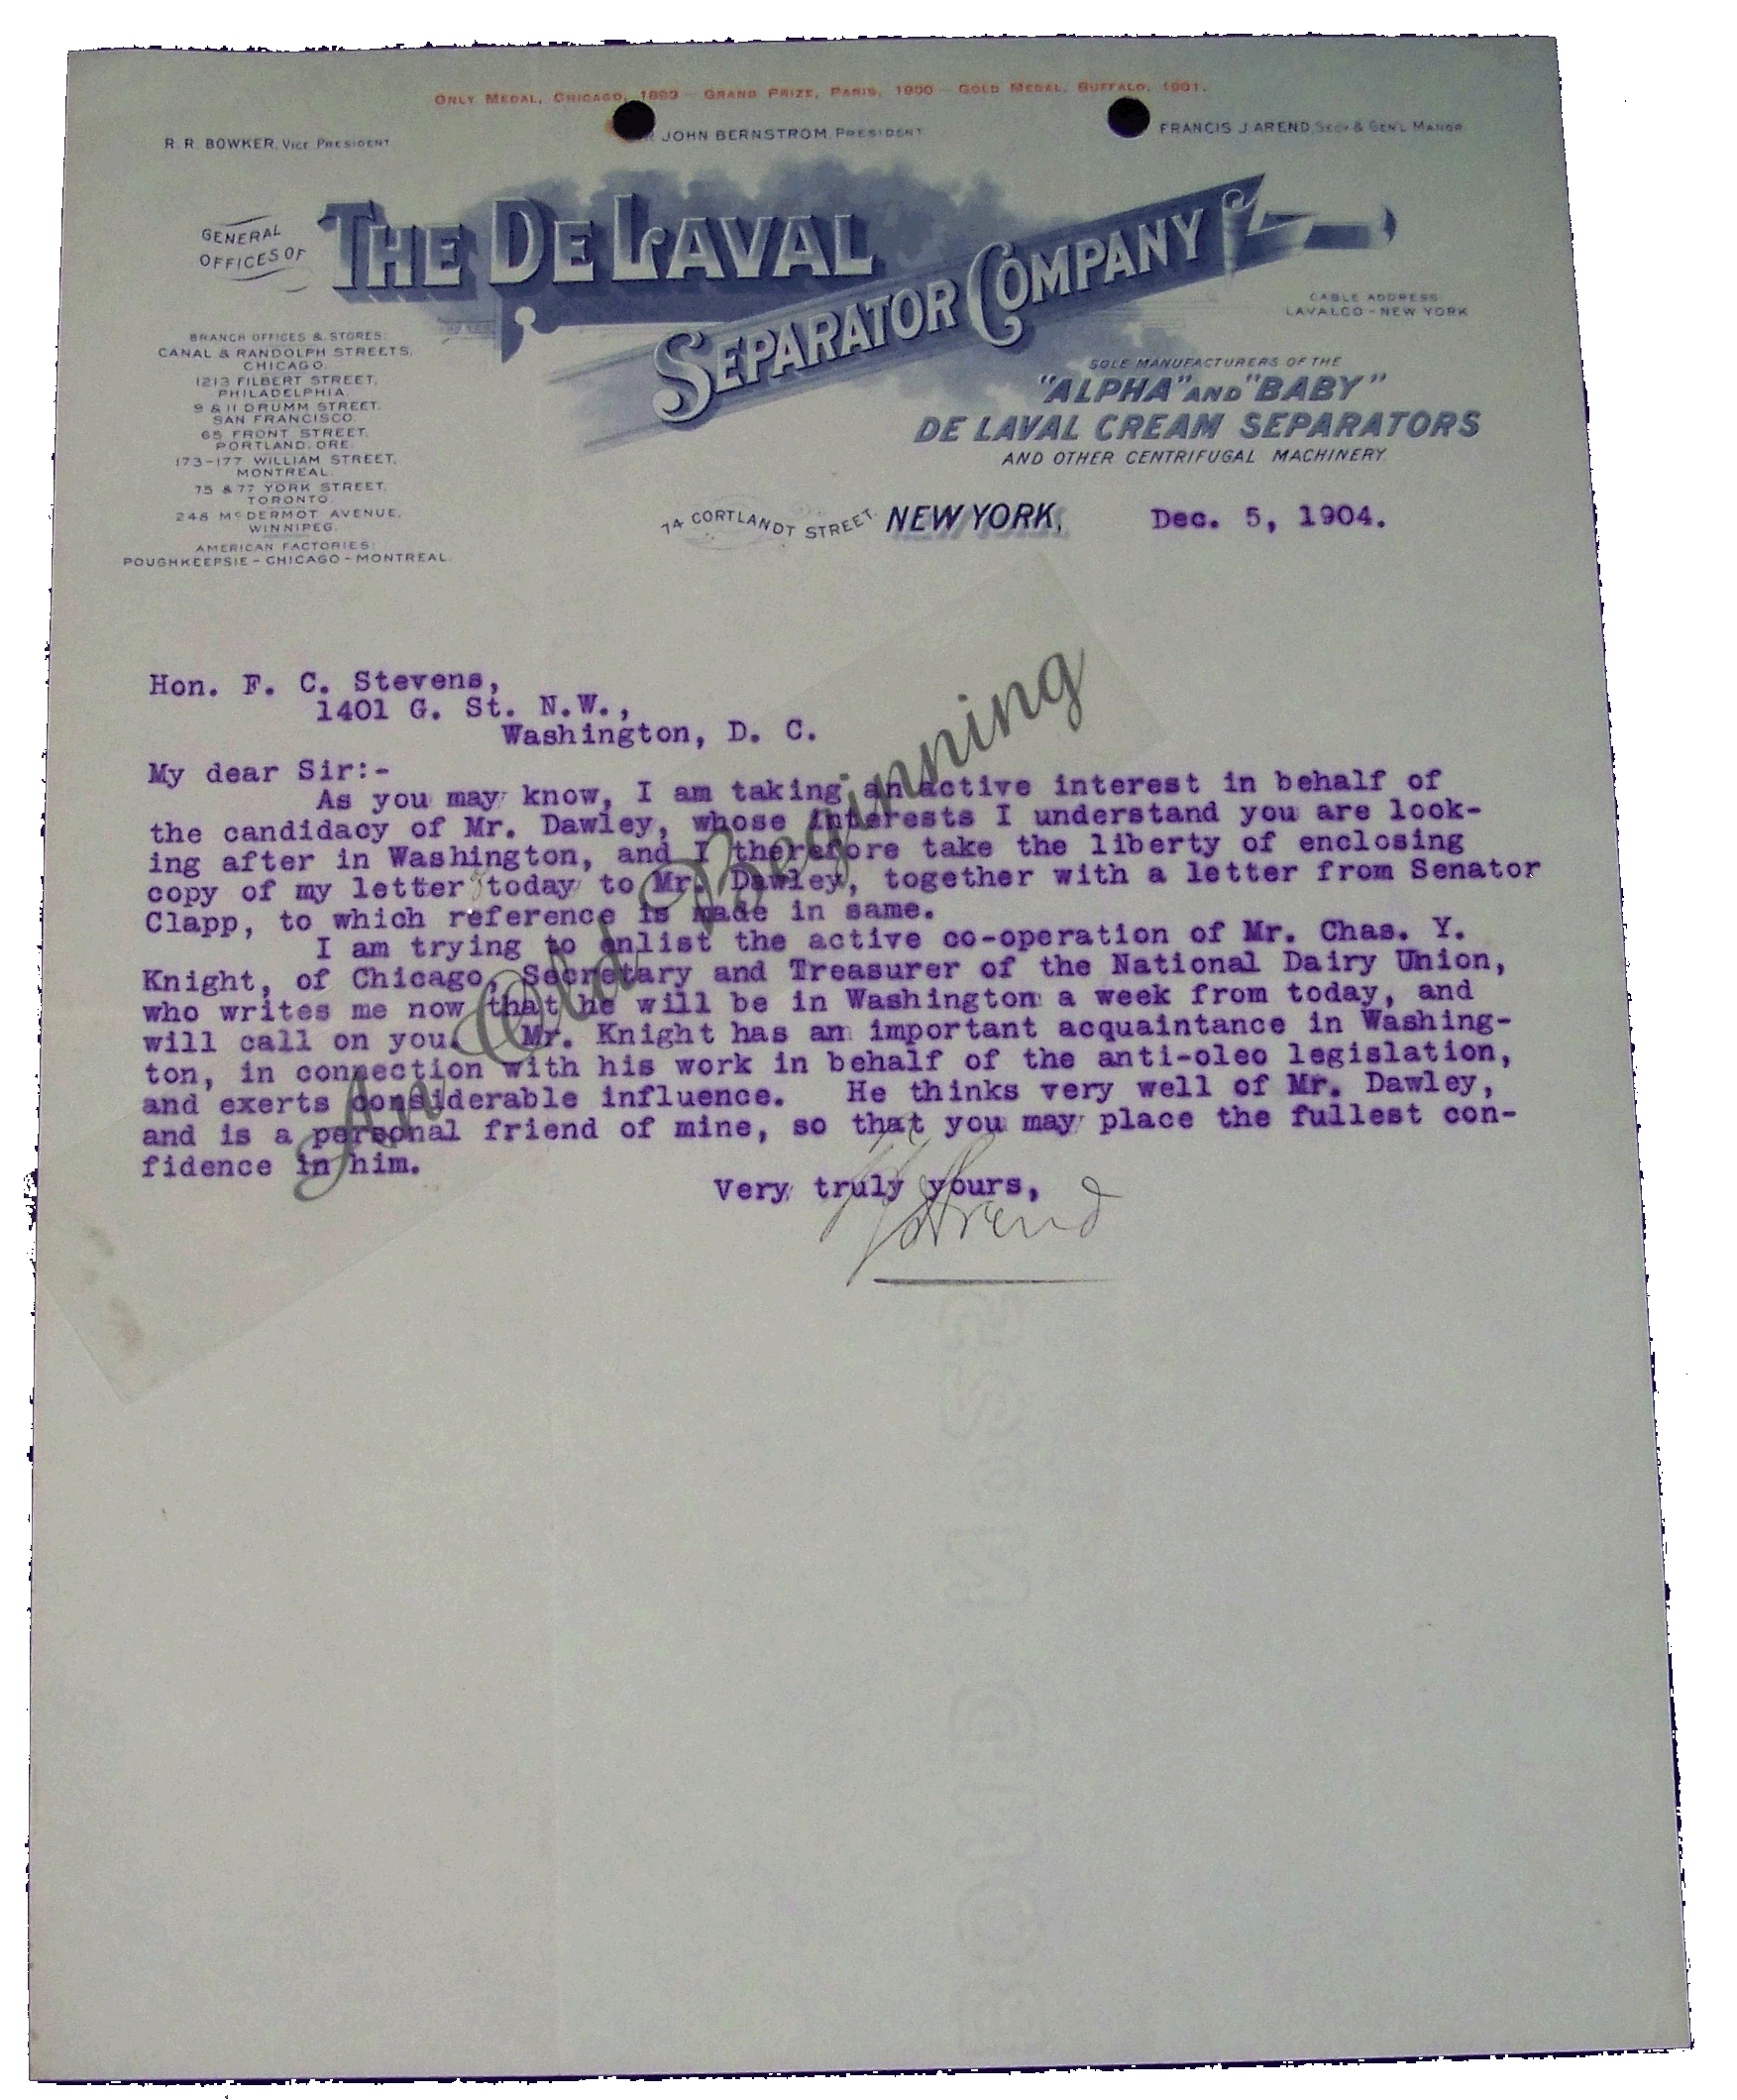 ONLY MEDAL, CHICAGO, 1893 - GRAND PRIZE, PARIS, 1900 - GOLD MEDAL, BUFFALO, 1901.
R. R. BOWKER, VICE PRESIDENT
JOHN BERNSTROM, PRESIDENT
FRANCIS J. AREND, SECY & GEN'L MANGR
GENERAL
OFFICES OF
THE DE LAVAL
SEPARATOR COMPANY
CABLE ADDRESS
LAVALCO - NEW YORK
BRANCH OFFICES & STORES:
CANAL & RANDOLPH STREETS,
CHICAGO.
1213 FILBERT STREET,
PHILADELPHIA.
9 & 11 DRUMM STREET,
SAN FRANCISCO.
65 FRONT STREET,
PORTLAND, ORE.
173-177 WILLIAM STREET,
MONTREAL.
75 & 77 YORK STREET,
TORONTO.
248 McDERMOT AVENUE,
WINNIPEG.
AMERICAN FACTORIES:
POUGHKEEPSIE - CHICAGO - MONTREAL.
SOLE MANUFACTURERS OF THE
"ALPHA" AND "BABY"
DE LAVAL CREAM SEPARATORS
AND OTHER CENTRIFUGAL MACHINERY.
74 CORTLANDT STREET. NEW YORK, Dec. 5, 1904.
Hon. F. C. Stevens,
1401 G. St. N.W.,
Washington, D. C.
My dear Sir:-
As you may know, I am taking an active interest in behalf of
the candidacy of Mr. Dawley, whose interests I understand you are look-
ing after in Washington, and I therefore take the liberty of enclosing
copy of my letter today to Mr. Dawley, together with a letter from Senator
Clapp, to which reference is made in same.
I am trying to enlist the active co-operation of Mr. Chas. Y.
Knight, of Chicago, Secretary and Treasurer of the National Dairy Union,
who writes me now that he will be in Washington a week from today, and
will call on you. Mr. Knight has an important acquaintance in Washing-
ton, in connection with his work in behalf of the anti-oleo legislation,
and exerts considerable influence. He thinks very well of Mr. Dawley,
and is a personal friend of mine, so that you may place the fullest con-
fidence in him.
Very truly yours,
FJArend
An Old Beginning